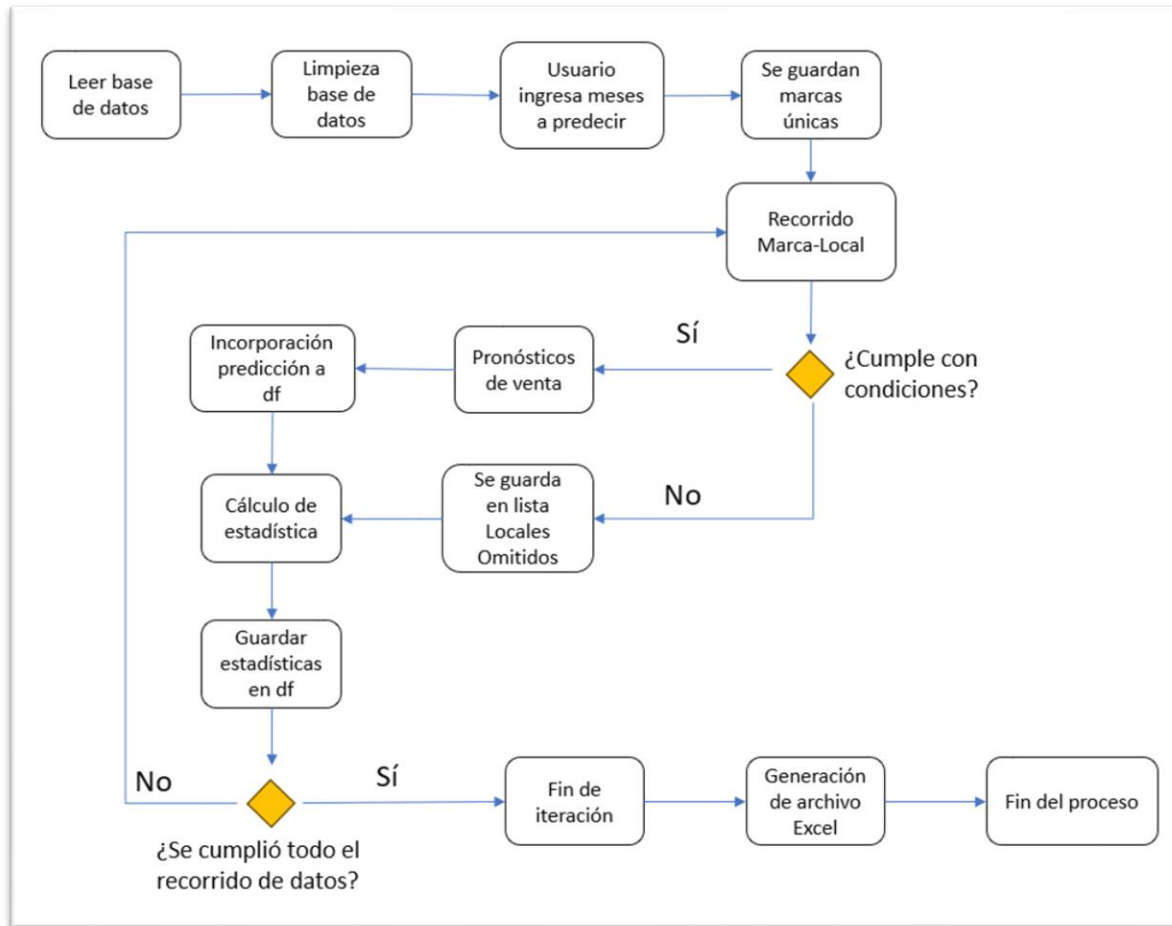 Leer base
de datos
Limpieza
base de
datos
Usuario
ingresa meses
a predecir
Se guardan
marcas
únicas
Recorrido
Marca-Local
¿Cumple con
condiciones?
Sí
Pronósticos
de venta
Incorporación
predicción a
df
No
Se guarda
en lista
Locales
Omitidos
Cálculo de
estadística
Guardar
estadísticas
en df
¿Se cumplió todo el
recorrido de datos?
No
Sí
Fin de
iteración
Generación
de archivo
Excel
Fin del proceso